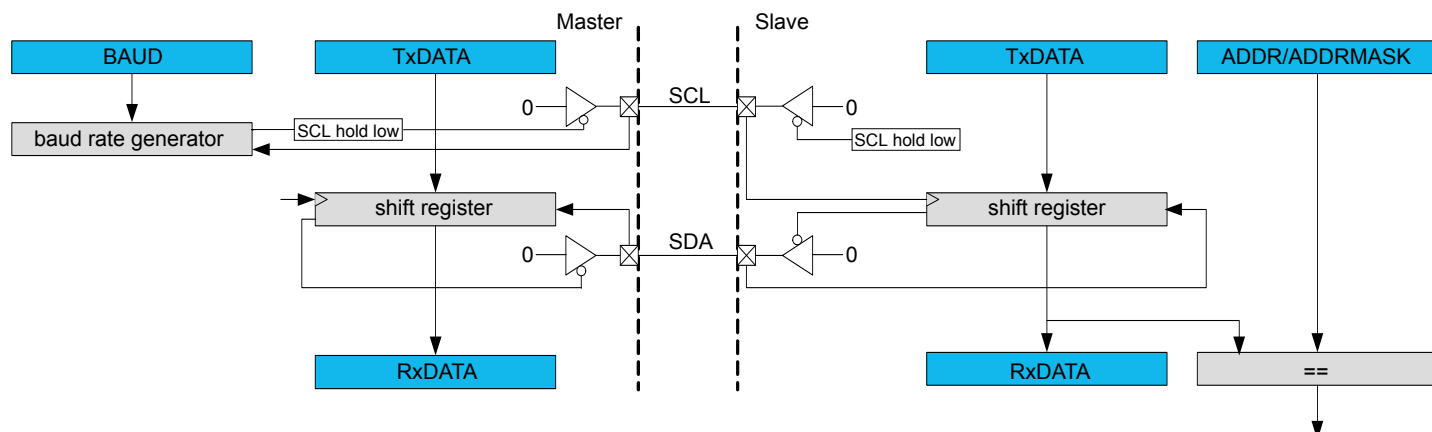 Master
Slave
BAUD
TxDATA
TxDATA
ADDR/ADDRMASK
0
SCL
0
baud rate generator
SCL hold low
SCL hold low
shift register
shift register
0
SDA
0
RxDATA
RxDATA
==